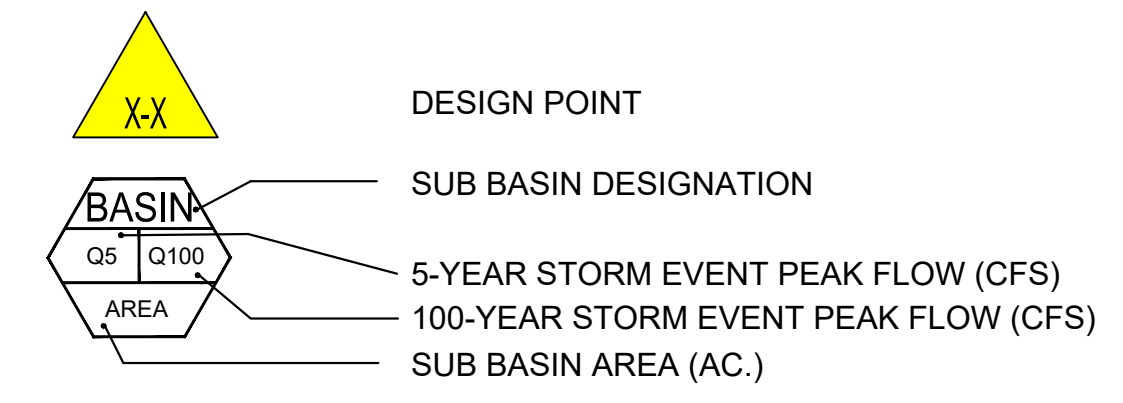 X-X
DESIGN POINT
BASIN
SUB BASIN DESIGNATION
Q5 Q100
5-YEAR STORM EVENT PEAK FLOW (CFS)
100-YEAR STORM EVENT PEAK FLOW (CFS)
AREA
SUB BASIN AREA (AC.)